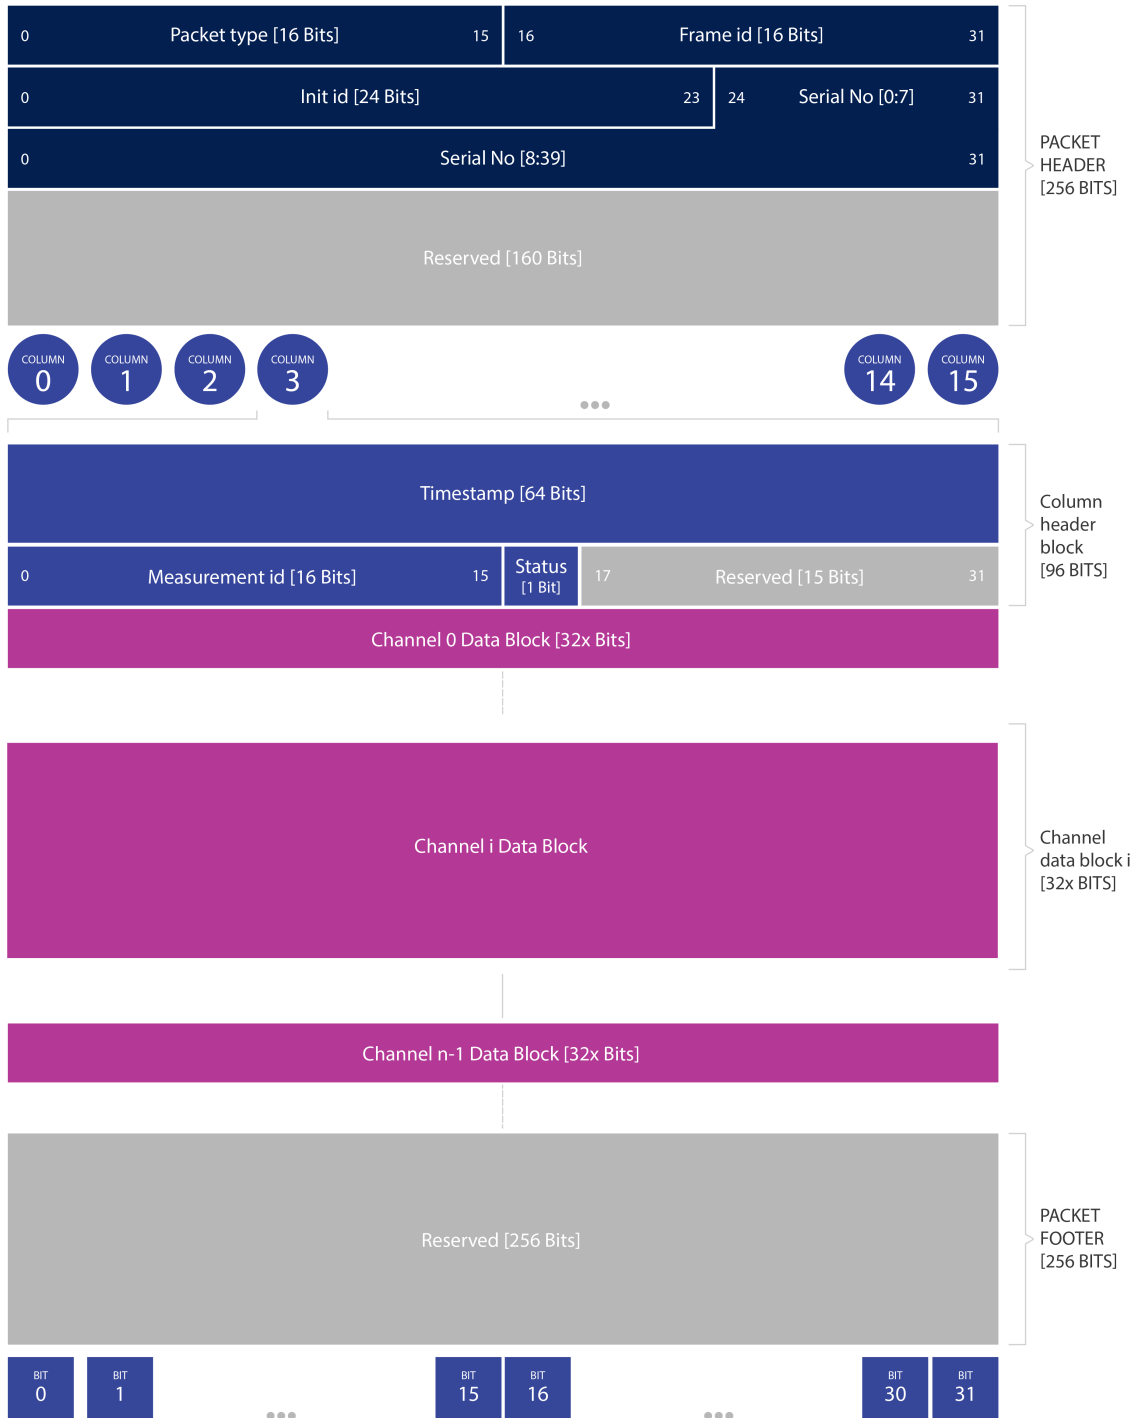 0 Packet type [16 Bits] 15 16 Frame id [16 Bits] 31
0 Init id [24 Bits] 23 24 Serial No [0:7] 31
0 Serial No [8:39] 31
PACKET
HEADER
[256 BITS]
Reserved [160 Bits]
COLUMN COLUMN COLUMN COLUMN COLUMN COLUMN
0 1 2 3 14 15
Timestamp [64 Bits]
Column
header
block
[96 BITS]
0 Measurement id [16 Bits] 15 Status 17 Reserved [15 Bits] 31
[1 Bit]
Channel 0 Data Block [32x Bits]
Channel i Data Block
Channel
data block i
[32x BITS]
Channel n-1 Data Block [32x Bits]
Reserved [256 Bits]
PACKET
FOOTER
[256 BITS]
BIT BIT BIT BIT BIT BIT
0 1 15 16 30 31